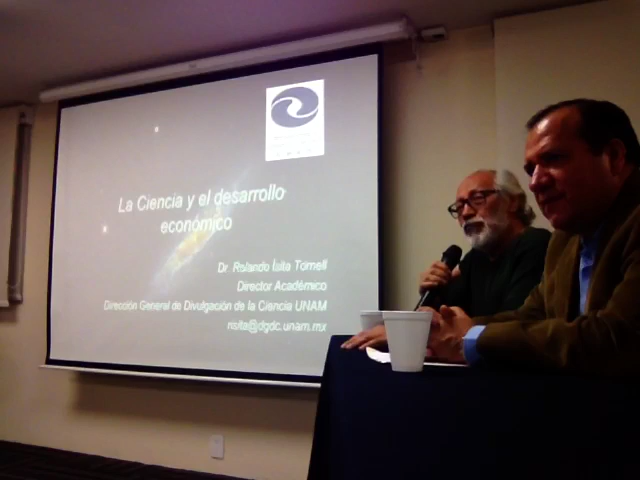 La Ciencia y el desarrollo
económico
Dr. Rolando Ísita Tornell
Director Académico
Dirección General de Divulgación de la Ciencia UNAM
risita@dgdc.unam.mx